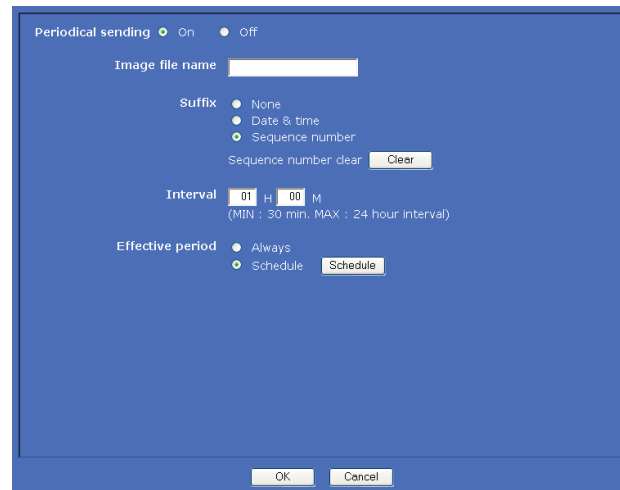 Periodical sending On Off
Image file name
Suffix None
Date & time
Sequence number
Sequence number clear Clear
Interval 01 H 00 M
(MIN : 30 min. MAX : 24 hour interval)
Effective period Always
Schedule Schedule
OK Cancel